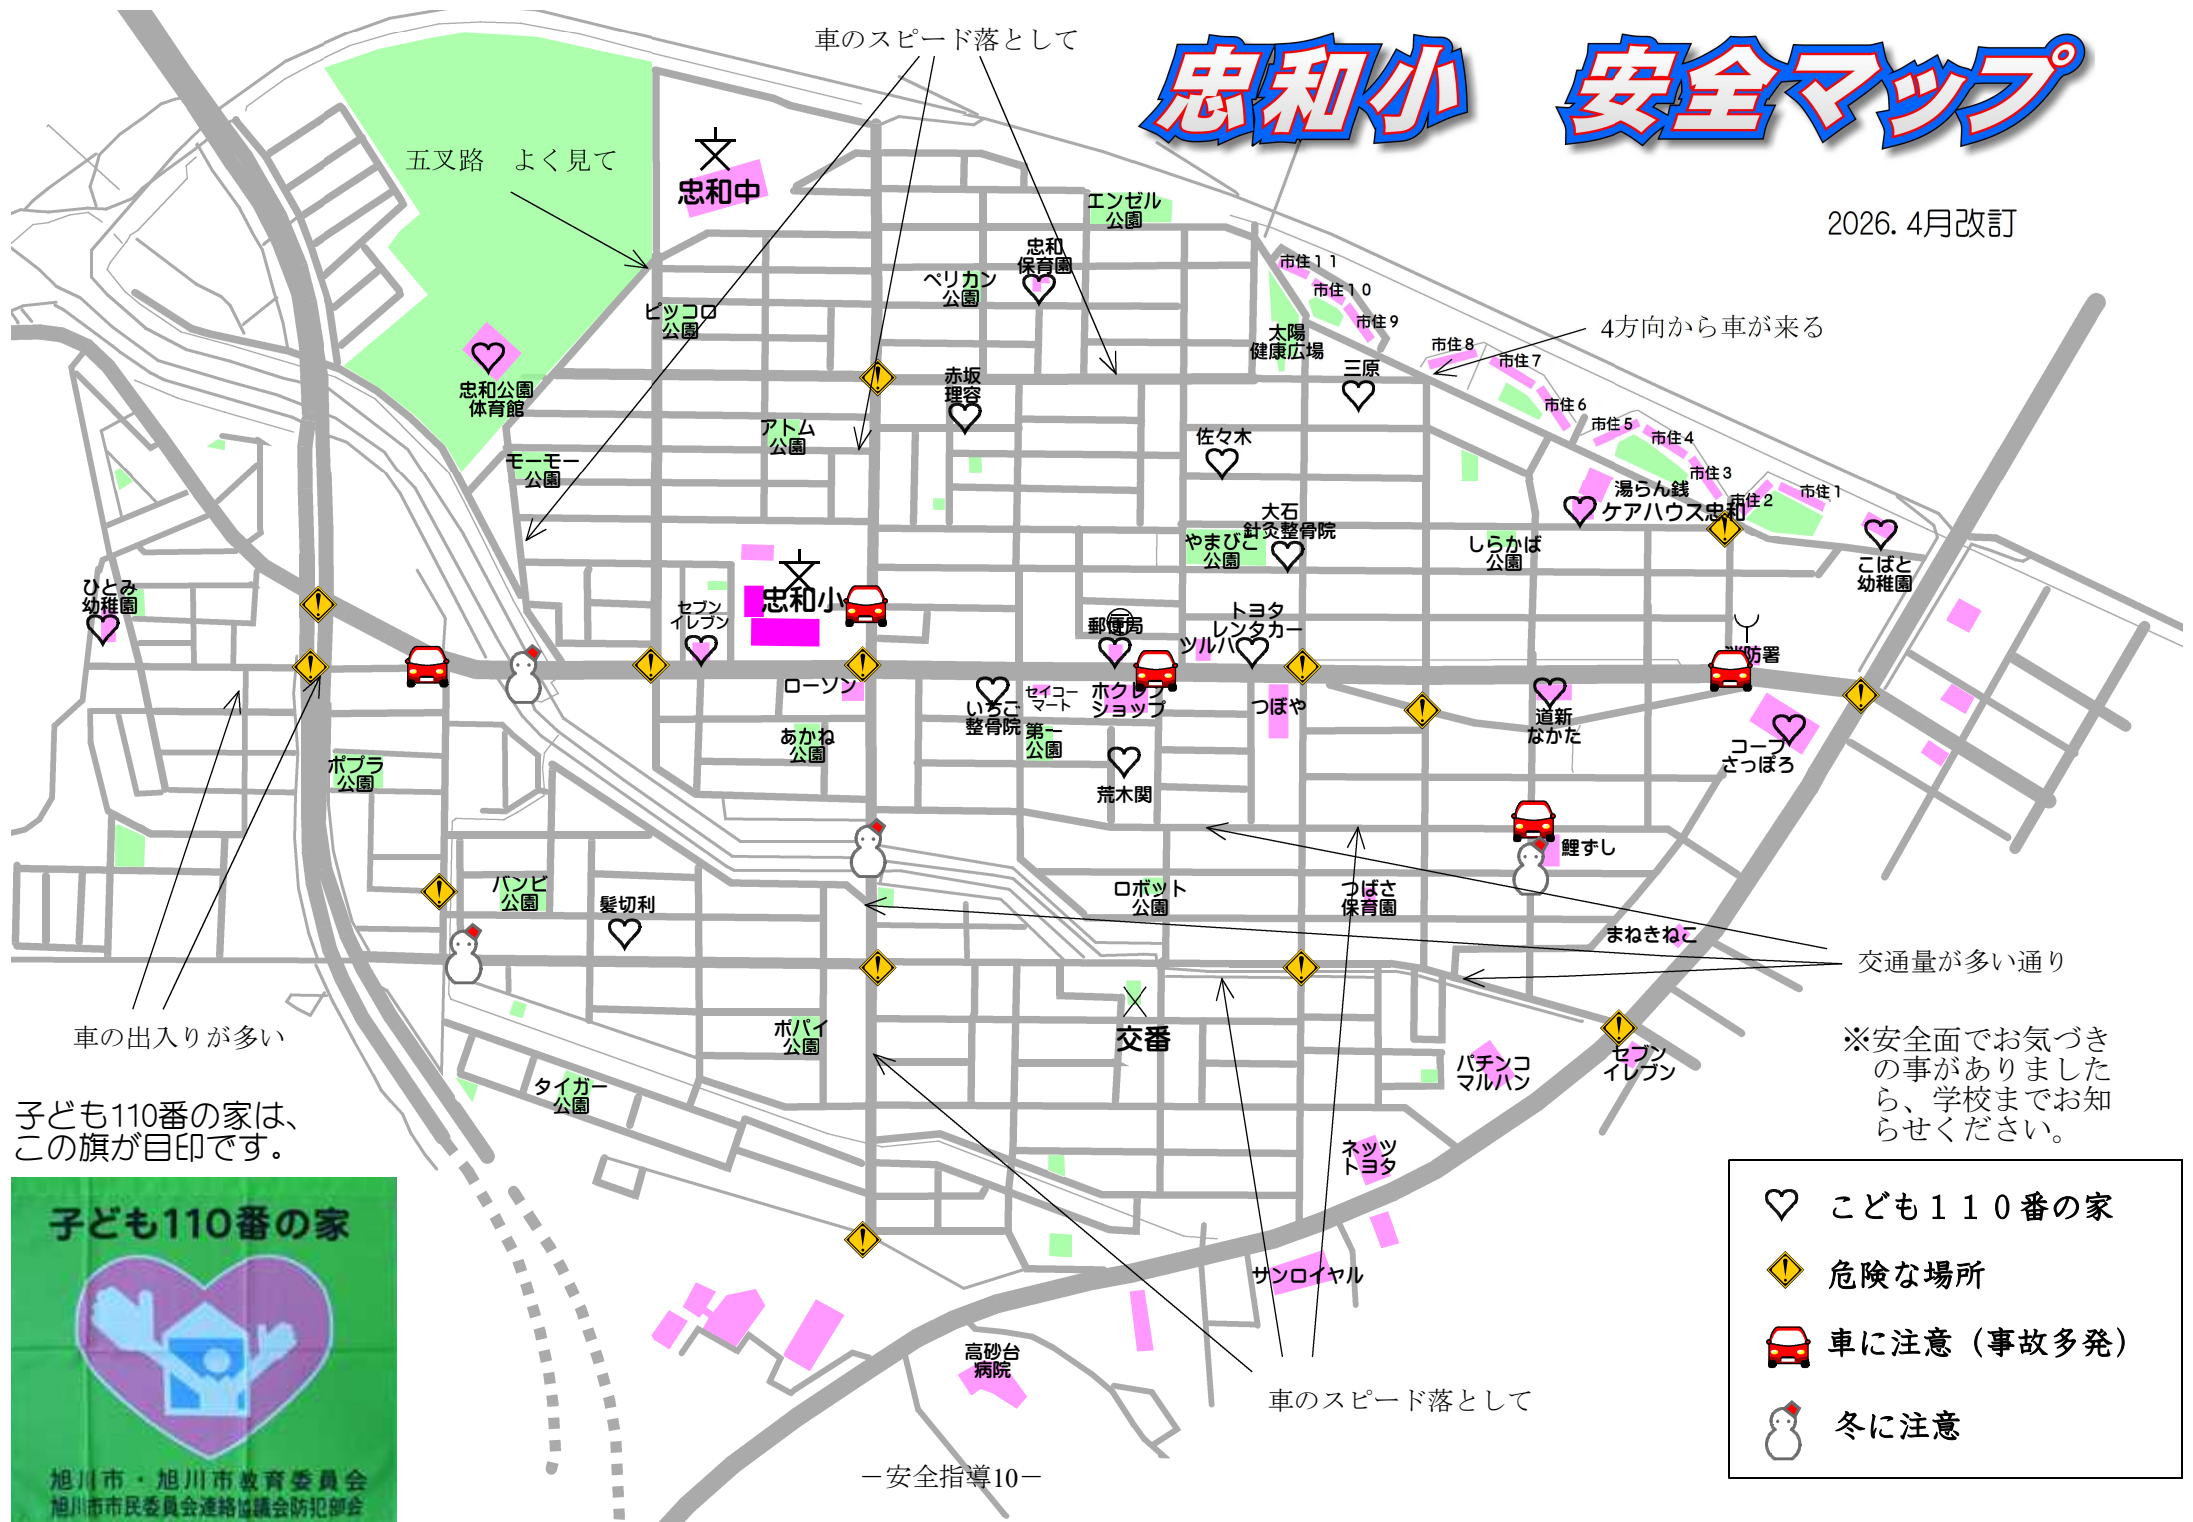 忠和小　安全マップ
2026. 4月改訂
車のスピード落として
五叉路　よく見て
忠和中
エンゼル
公園
忠和
保育園
ペリカン
公園
ピッコロ
公園
市住１１
市住１０
市住９
市住８
市住７
市住６
市住５
市住４
市住３
市住２
市住１
4方向から車が来る
太陽
健康広場
三原
忠和公園
体育館
赤坂
理容
アトム
公園
モーモー
公園
佐々木
湯らん銭
ケアハウス忠和
大石
針灸整骨院
やまびこ
公園
しらかば
公園
こばと
幼稚園
ひとみ
幼稚園
セブン
イレブン
忠和小
郵便局
トヨタ
レンタカー
ツルハ
消防署
ローソン
いちご
整骨院
セイコー
マート
ホクレン
ショップ
つぼや
道新
なかた
コープ
さっぽろ
あかね
公園
第一
公園
ポプラ
公園
荒木関
鯉ずし
バンビ
公園
髪切利
ロボット
公園
つばさ
保育園
まねきねこ
交通量が多い通り
車の出入りが多い
ポパイ
公園
交番
タイガー
公園
パチンコ
マルハン
セブン
イレブン
※安全面でお気づき
の事がありました
ら、学校までお知
らせください。
子ども110番の家は、
この旗が目印です。
ネッツ
トヨタ
サンロイヤル
高砂台
病院
車のスピード落として
子ども110番の家
旭川市・旭川市教育委員会
旭川市市民委員会連絡協議会防犯部会
こども１１０番の家
危険な場所
車に注意（事故多発）
冬に注意
－安全指導10－